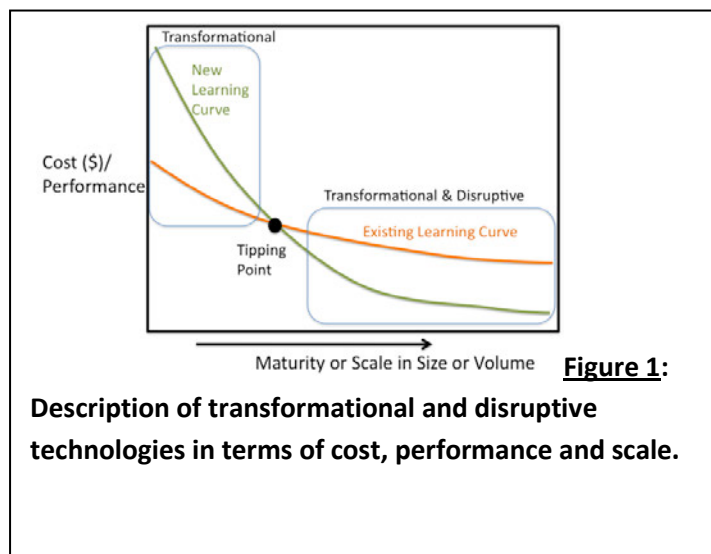 Transformational
New
Learning
Curve
Cost ($)/
Performance
Transformational & Disruptive
Existing Learning Curve
Tipping
Point
Maturity or Scale in Size or Volume
Figure 1:
Description of transformational and disruptive
technologies in terms of cost, performance and scale.